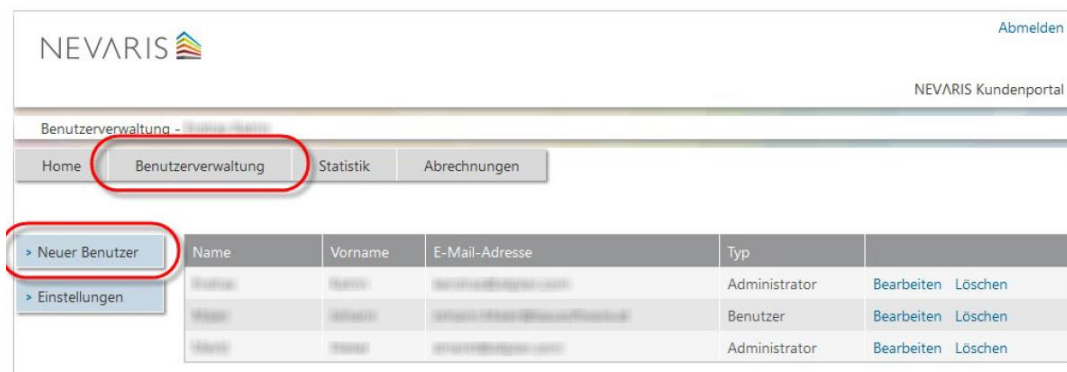 NEVARIS
Abmelden
NEVARIS Kundenportal
Benutzerverwaltung -
Home Benutzerverwaltung Statistik Abrechnungen
> Neuer Benutzer
> Einstellungen
Name Vorname E-Mail-Adresse Typ
Administrator Bearbeiten Löschen
Benutzer Bearbeiten Löschen
Administrator Bearbeiten Löschen